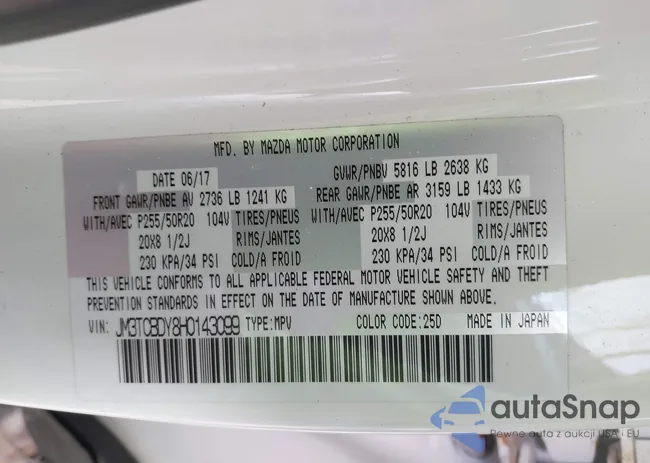 MFD. BY MAZDA MOTOR CORPORATION
DATE 06/17 GVWR/PNBV 5816 LB 2638 KG
FRONT GAWR/PNBE AV 2736 LB 1241 KG REAR GAWR/PNBE AR 3159 LB 1433 KG
WITH/AVEC P255/50R20 104V TIRES/PNEUS WITH/AVEC P255/50R20 104V TIRES/PNEUS
20X8 1/2J RIMS/JANTES 20X8 1/2J RIMS/JANTES
230 KPA/34 PSI COLD/A FROID 230 KPA/34 PSI COLD/A FROID
THIS VEHICLE CONFORMS TO ALL APPLICABLE FEDERAL MOTOR VEHICLE SAFETY AND THEFT
PREVENTION STANDARDS IN EFFECT ON THE DATE OF MANUFACTURE SHOWN ABOVE.
VIN: JM3TCBDY8H0143099 TYPE:MPV COLOR CODE:25D MADE IN JAPAN
autaSnap
Pewne auta z aukcji USA i EU